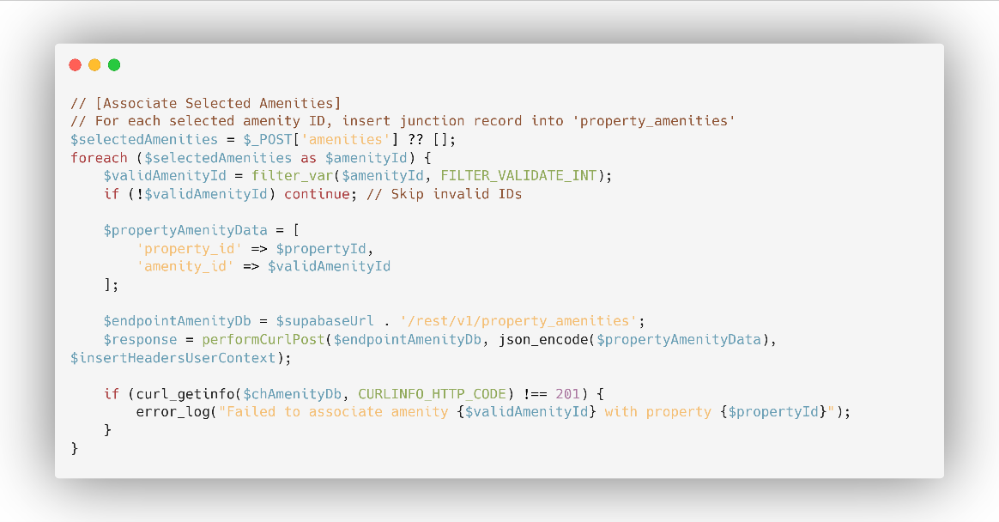 // [Associate Selected Amenities]
// For each selected amenity ID, insert junction record into 'property_amenities'
$selectedAmenities = $_POST['amenities'] ?? [];
foreach ($selectedAmenities as $amenityId) {
    $validAmenityId = filter_var($amenityId, FILTER_VALIDATE_INT);
    if (!$validAmenityId) continue; // Skip invalid IDs

    $propertyAmenityData = [
        'property_id' => $propertyId,
        'amenity_id' => $validAmenityId
    ];

    $endpointAmenityDb = $supabaseUrl . '/rest/v1/property_amenities';
    $response = performCurlPost($endpointAmenityDb, json_encode($propertyAmenityData),
$insertHeadersUserContext);

    if (curl_getinfo($chAmenityDb, CURLINFO_HTTP_CODE) !== 201) {
        error_log("Failed to associate amenity {$validAmenityId} with property {$propertyId}");
    }
}